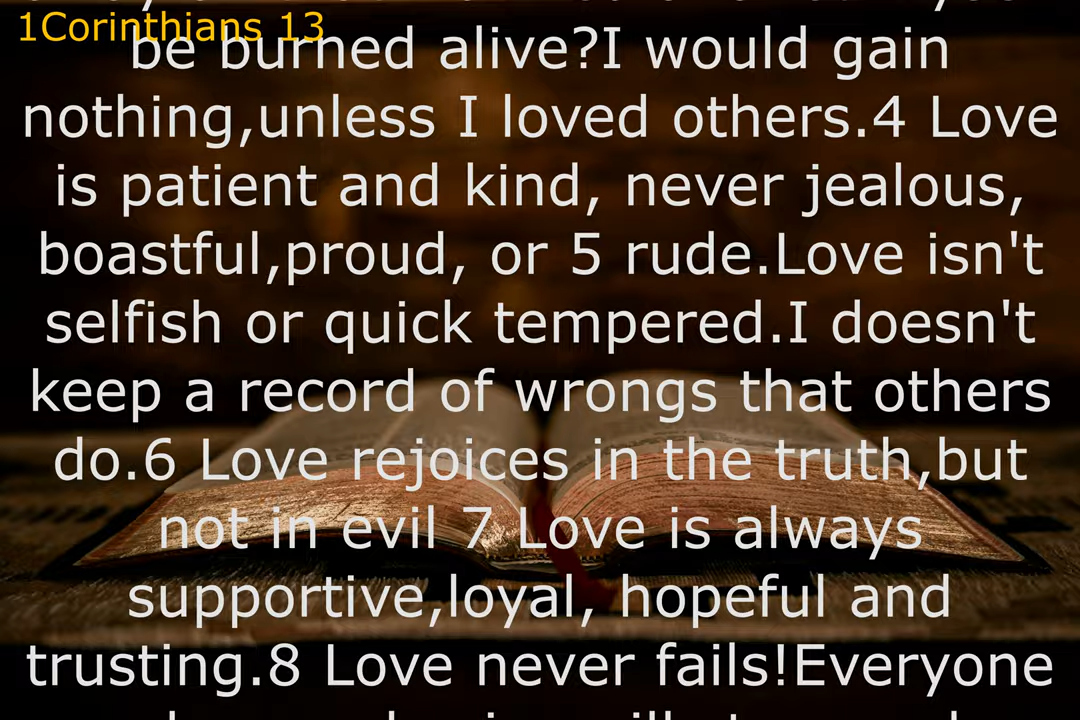 1Corinthians 13
be burned alive?I would gain
nothing,unless I loved others.4 Love
is patient and kind, never jealous,
boastful,proud, or 5 rude.Love isn't
selfish or quick tempered.I doesn't
keep a record of wrongs that others
do.6 Love rejoices in the truth,but
not in evil 7 Love is always
supportive,loyal, hopeful and
trusting.8 Love never fails!Everyone